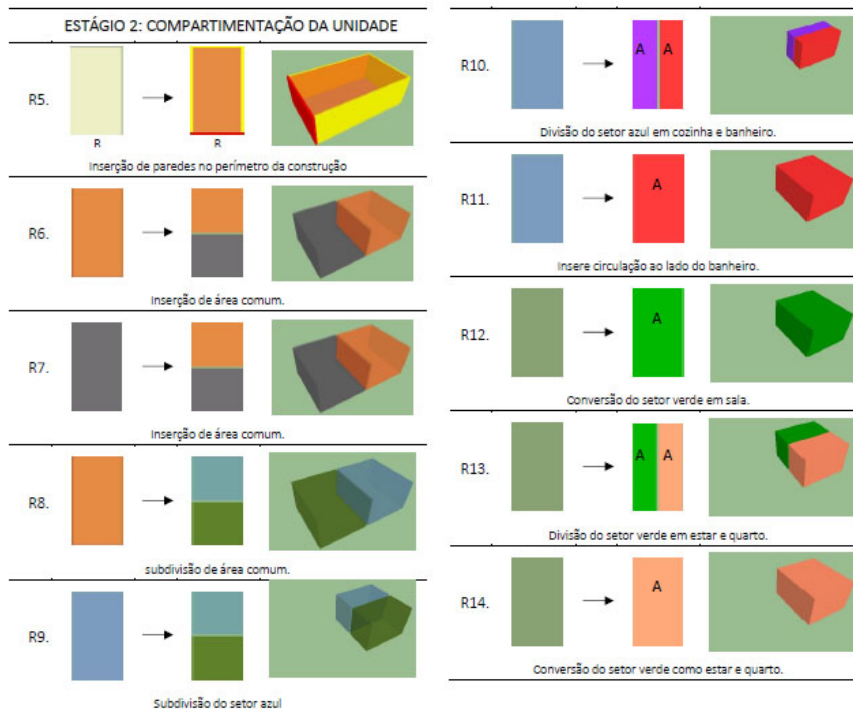 ESTÁGIO 2: COMPARTIMENTAÇÃO DA UNIDADE
R5.
R
R
Inserção de paredes no perímetro da construção
R6.
Inserção de área comum.
R7.
Inserção de área comum.
R8.
subdivisão de área comum.
R9.
Subdivisão do setor azul
R10.
A
A
Divisão do setor azul em cozinha e banheiro.
R11.
A
Insere circulação ao lado do banheiro.
R12.
A
Conversão do setor verde em sala.
R13.
A
A
Divisão do setor verde em estar e quarto.
R14.
A
Conversão do setor verde como estar e quarto.